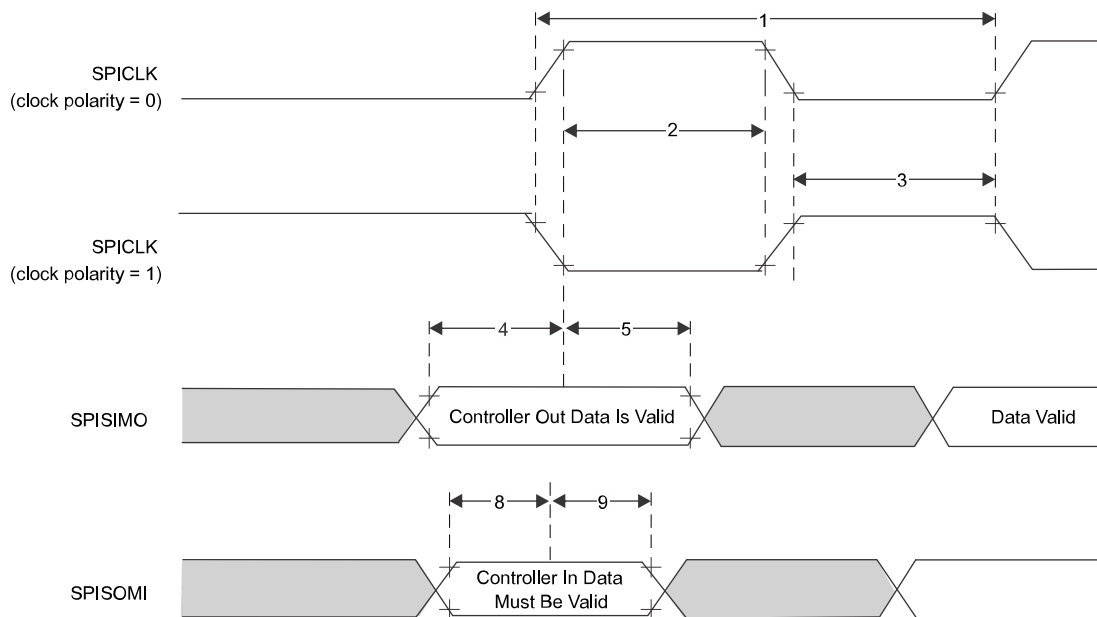 1
SPICLK
(clock polarity = 0)
2
3
SPICLK
(clock polarity = 1)
4
5
SPISIMO
Controller Out Data Is Valid
Data Valid
8
9
SPISOMI
Controller In Data
Must Be Valid